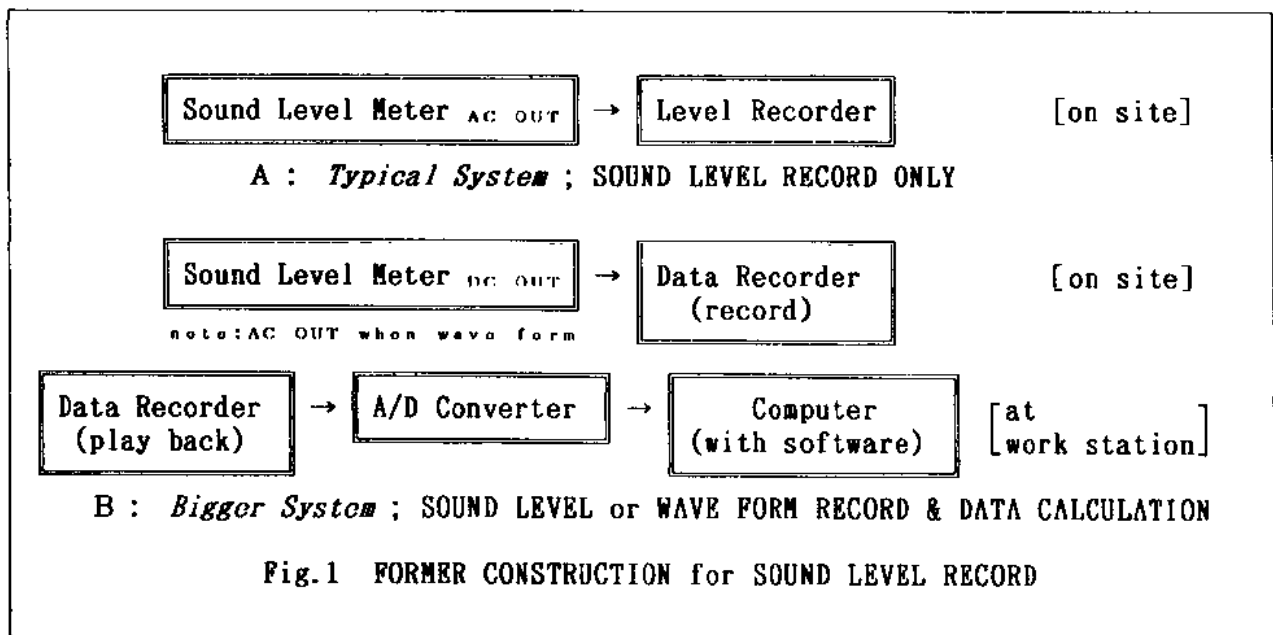 Sound Level Meter AC OUT → Level Recorder [on site]
A : Typical System ; SOUND LEVEL RECORD ONLY
Sound Level Meter DC OUT → Data Recorder (record) [on site]
note:AC OUT when wave form
Data Recorder (play back) → A/D Converter → Computer (with software) [at work station]
B : Bigger System ; SOUND LEVEL or WAVE FORM RECORD & DATA CALCULATION
Fig.1 FORMER CONSTRUCTION for SOUND LEVEL RECORD